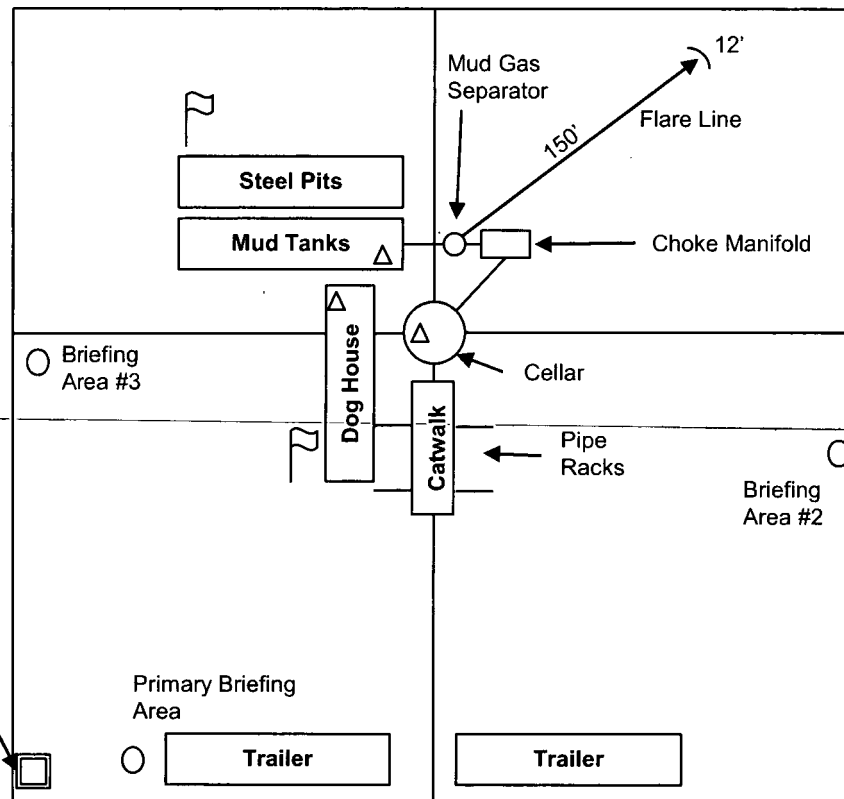 12'
Mud Gas
Separator
Flare Line
150'
Steel Pits
Mud Tanks
Choke Manifold
Briefing
Area #3
Dog House
Cellar
Catwalk
Pipe
Racks
Briefing
Area #2
Primary Briefing
Area
Trailer
Trailer